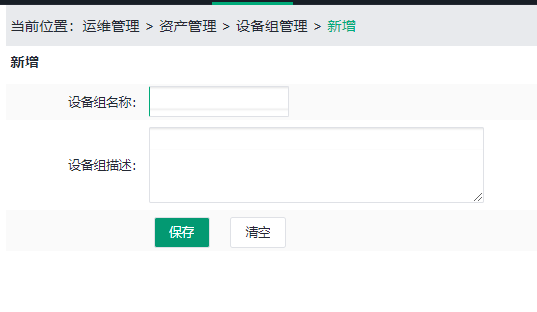 当前位置：运维管理 > 资产管理 > 设备组管理 > 新增
新增
设备组名称：
设备组描述：
保存 清空